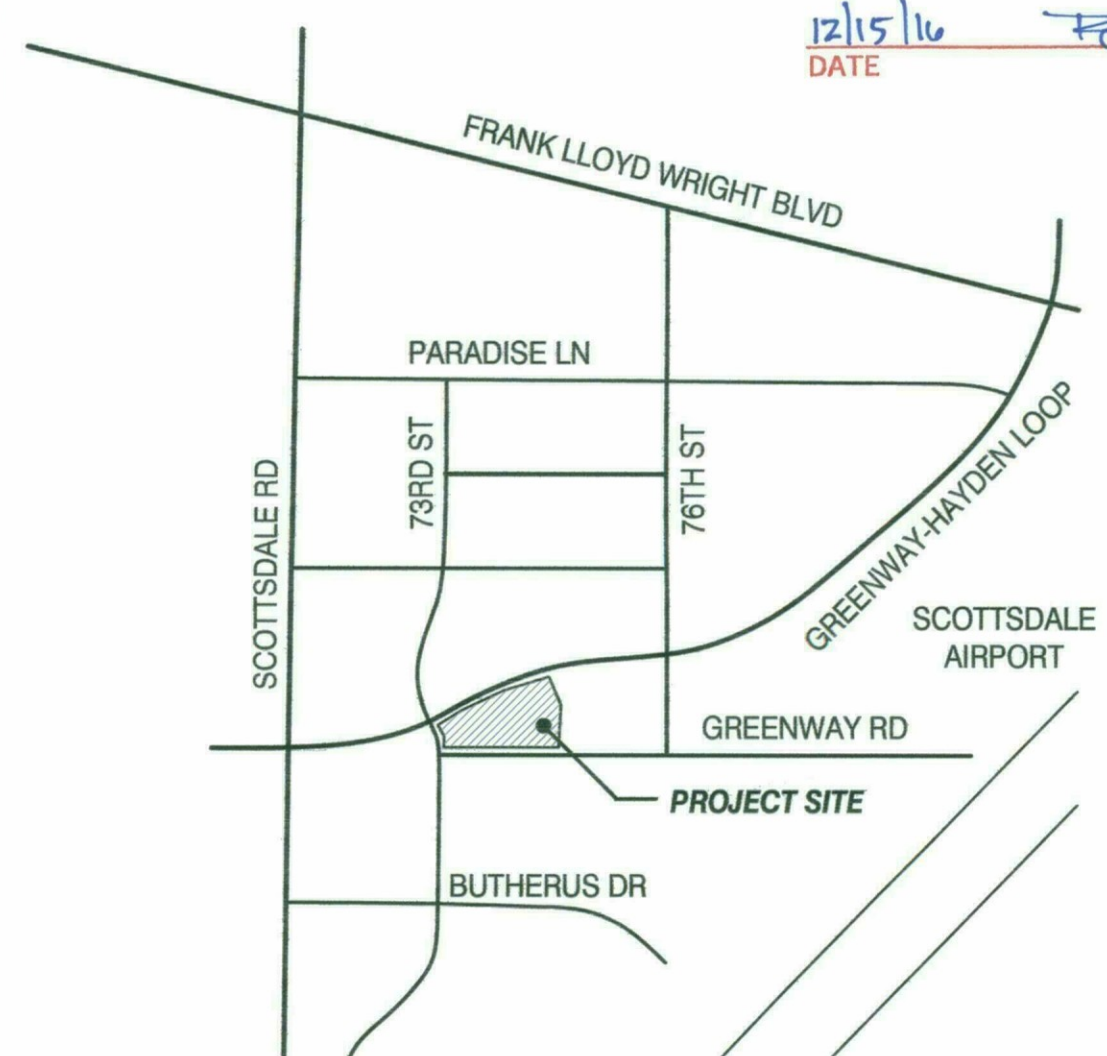 12/15/16
DATE
FRANK LLOYD WRIGHT BLVD
PARADISE LN
73RD ST
76TH ST
SCOTTSDALE RD
GREENWAY-HAYDEN LOOP
SCOTTSDALE
AIRPORT
GREENWAY RD
PROJECT SITE
BUTHERUS DR